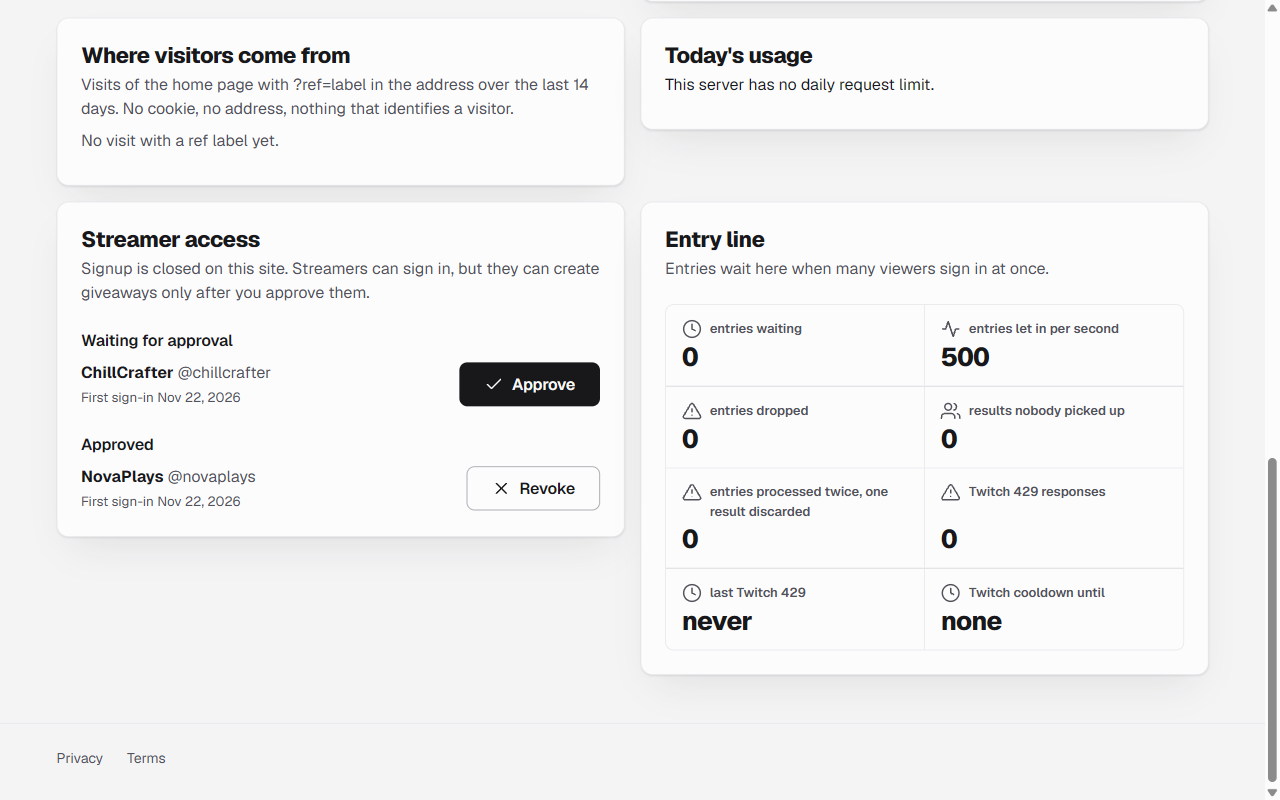 Where visitors come from
Visits of the home page with ?ref=label in the address over the last 14
days. No cookie, no address, nothing that identifies a visitor.
No visit with a ref label yet.
Today's usage
This server has no daily request limit.
Streamer access
Signup is closed on this site. Streamers can sign in, but they can create
giveaways only after you approve them.
Waiting for approval
ChillCrafter @chillcrafter
First sign-in Nov 22, 2026
Approve
Approved
NovaPlays @novaplays
First sign-in Nov 22, 2026
Revoke
Entry line
Entries wait here when many viewers sign in at once.
entries waiting
0
entries let in per second
500
entries dropped
0
results nobody picked up
0
entries processed twice, one
result discarded
0
Twitch 429 responses
0
last Twitch 429
never
Twitch cooldown until
none
Privacy
Terms